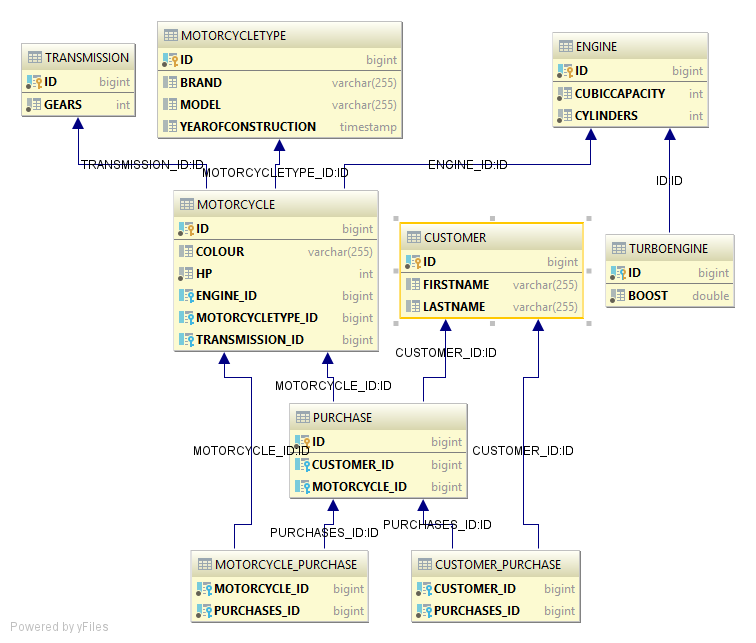 TRANSMISSION
ID bigint
GEARS int
MOTORCYCLETYPE
ID bigint
BRAND varchar(255)
MODEL varchar(255)
YEAROFCONSTRUCTION timestamp
ENGINE
ID bigint
CUBICCAPACITY int
CYLINDERS int
TRANSMISSION_ID:ID
MOTORCYCLETYPE_ID:ID
ENGINE_ID:ID
ID:ID
MOTORCYCLE
ID bigint
COLOUR varchar(255)
HP int
ENGINE_ID bigint
MOTORCYCLETYPE_ID bigint
TRANSMISSION_ID bigint
CUSTOMER
ID bigint
FIRSTNAME varchar(255)
LASTNAME varchar(255)
TURBOENGINE
ID bigint
BOOST double
CUSTOMER_ID:ID
MOTORCYCLE_ID:ID
PURCHASE
ID bigint
CUSTOMER_ID bigint
MOTORCYCLE_ID bigint
MOTORCYCLE_ID:ID
CUSTOMER_ID:ID
PURCHASES_ID:ID
PURCHASES_ID:ID
MOTORCYCLE_PURCHASE
MOTORCYCLE_ID bigint
PURCHASES_ID bigint
CUSTOMER_PURCHASE
CUSTOMER_ID bigint
PURCHASES_ID bigint
Powered by yFiles